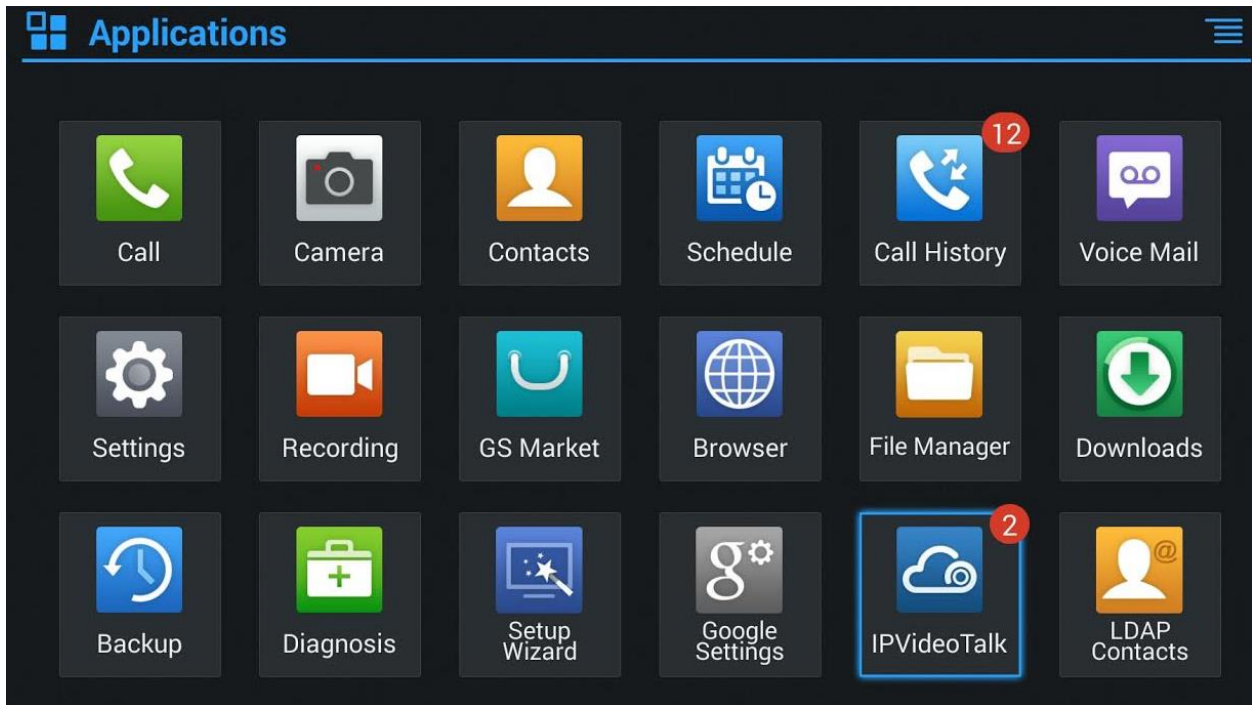 Applications
12
Call
Camera
Contacts
Schedule
Call History
Voice Mail
Settings
Recording
GS Market
Browser
File Manager
Downloads
2
Backup
Diagnosis
Setup
Wizard
g
Google
Settings
IPVideoTalk
@
LDAP
Contacts